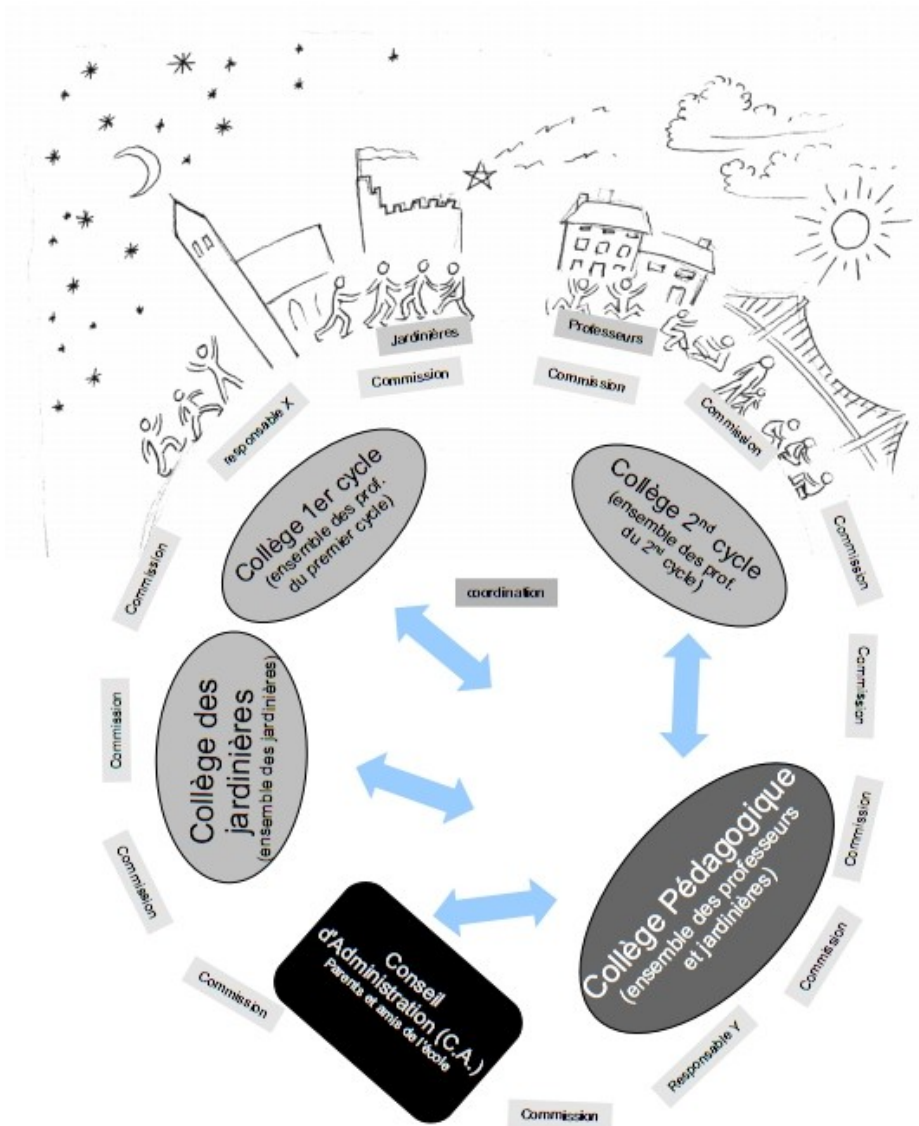 Jardinières
Professeurs
Commission
Commission
responsable X
Commission
Collège 1er cycle
(ensemble des prof.
du premier cycle)
Collège 2nd cycle
(ensemble des prof.
du 2nd cycle)
Commission
Commission
coordination
Commission
Commission
Collège des
jardinières
(ensemble des jardinières)
Commission
Collège Pédagogique
(ensemble des professeurs
et jardinières)
Commission
Commission
Conseil
d'Administration (C.A.)
Parents et amis de l'école
Commission
Responsable Y
Commission